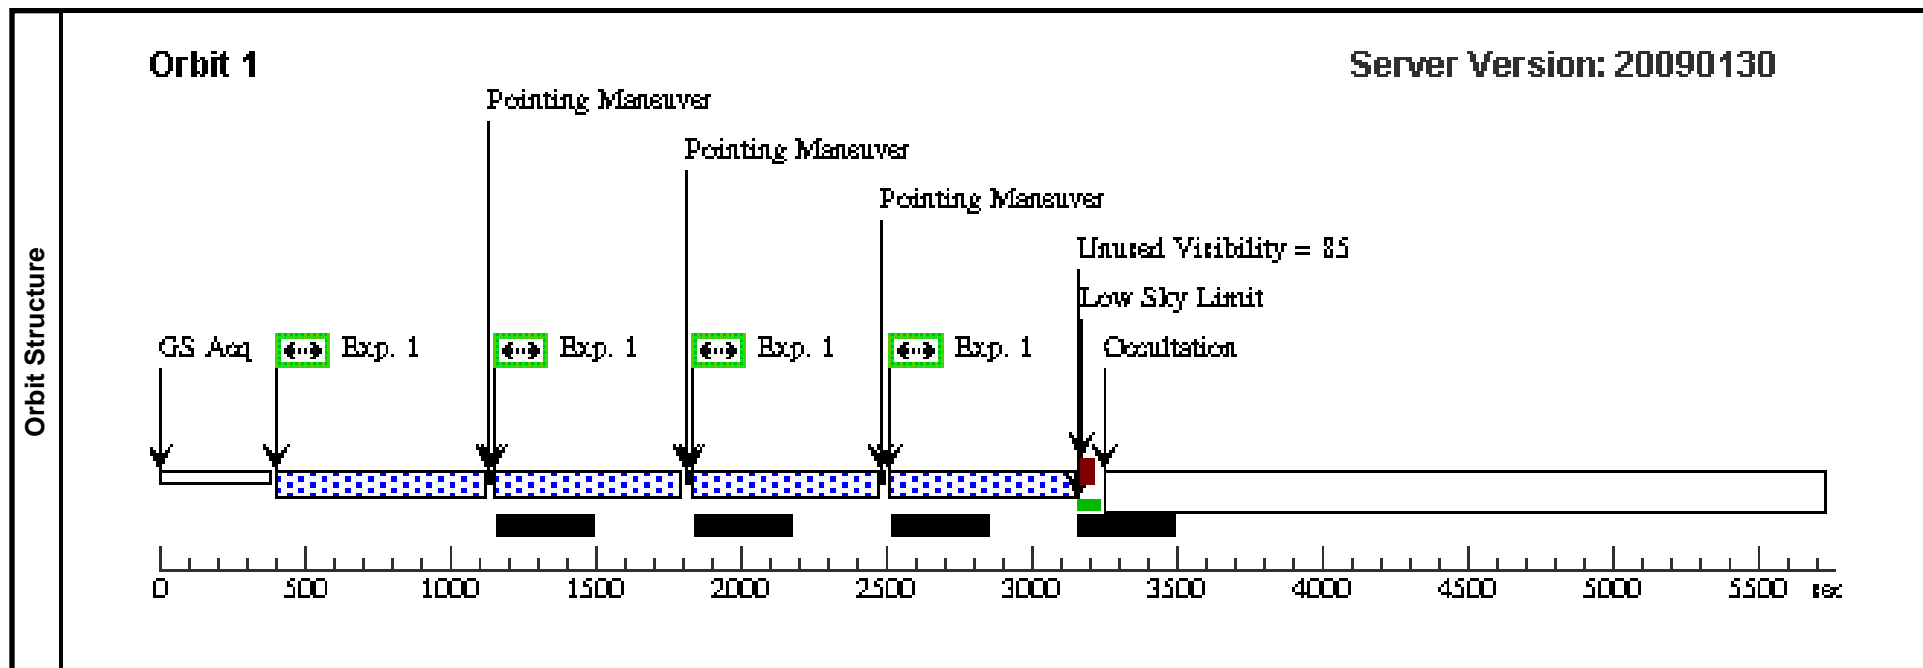 Orbit Structure
Orbit 1
Server Version: 20090130
Pointing Maneuver
Pointing Maneuver
Pointing Maneuver
Unused Visibility = 85
Low Sky Limit
GS Acq
Exp. 1
Exp. 1
Exp. 1
Exp. 1
Occultation
0 500 1000 1500 2000 2500 3000 3500 4000 4500 5000 5500 sec